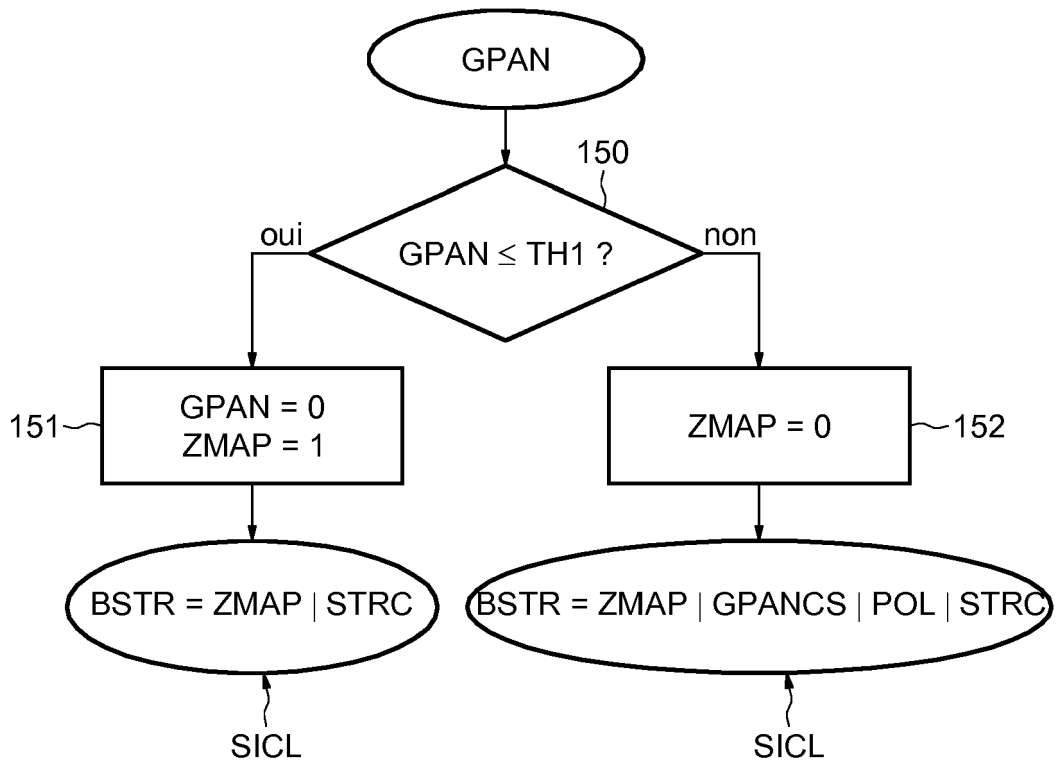 GPAN
150
oui
GPAN ≤ TH1 ?
non
151
GPAN = 0
ZMAP = 1
ZMAP = 0
152
BSTR = ZMAP | STRC
BSTR = ZMAP | GPANCS | POL | STRC
SICL
SICL